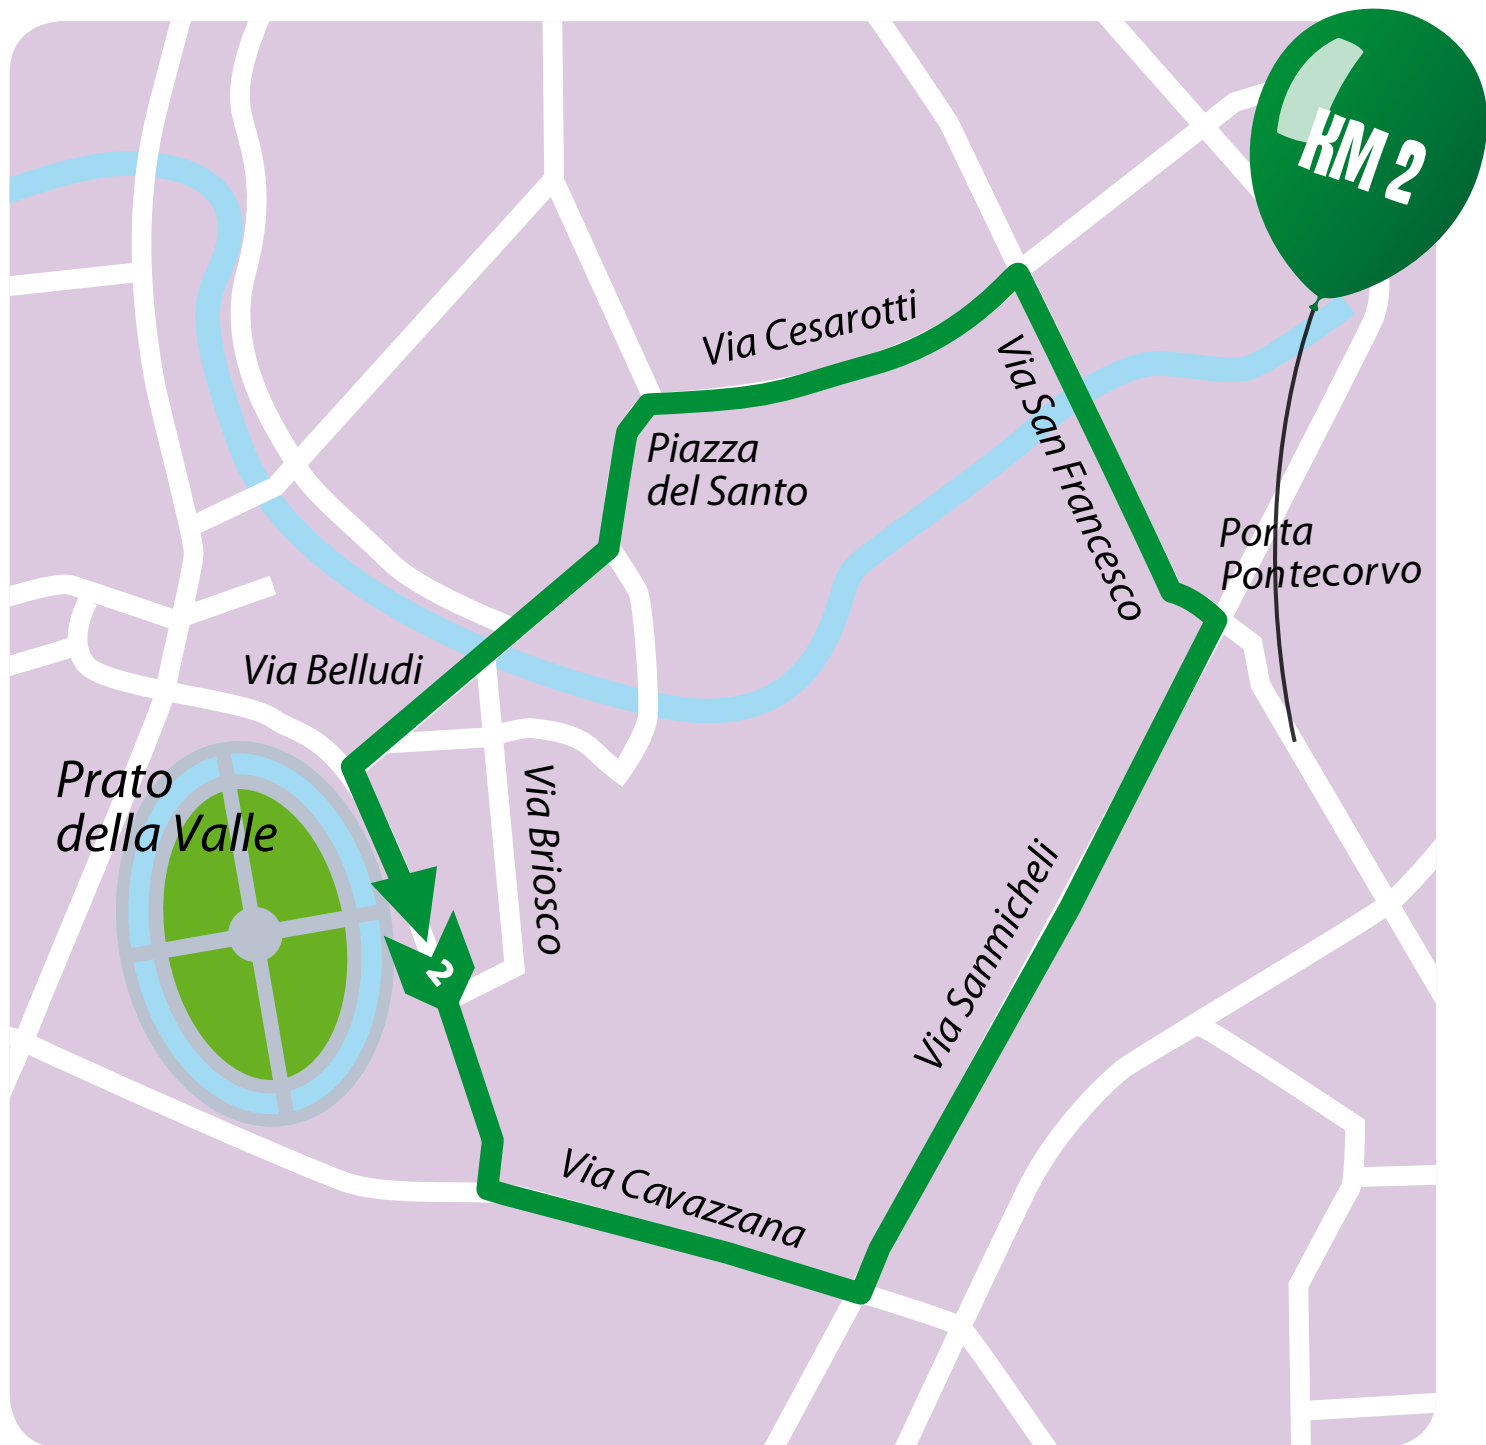 KM 2
Via Cesarotti
Via San Francesco
Piazza
del Santo
Porta
Pontecorvo
Via Belludi
Prato
della Valle
Via Briosco
2
Via Sanmicheli
Via Cavazzana